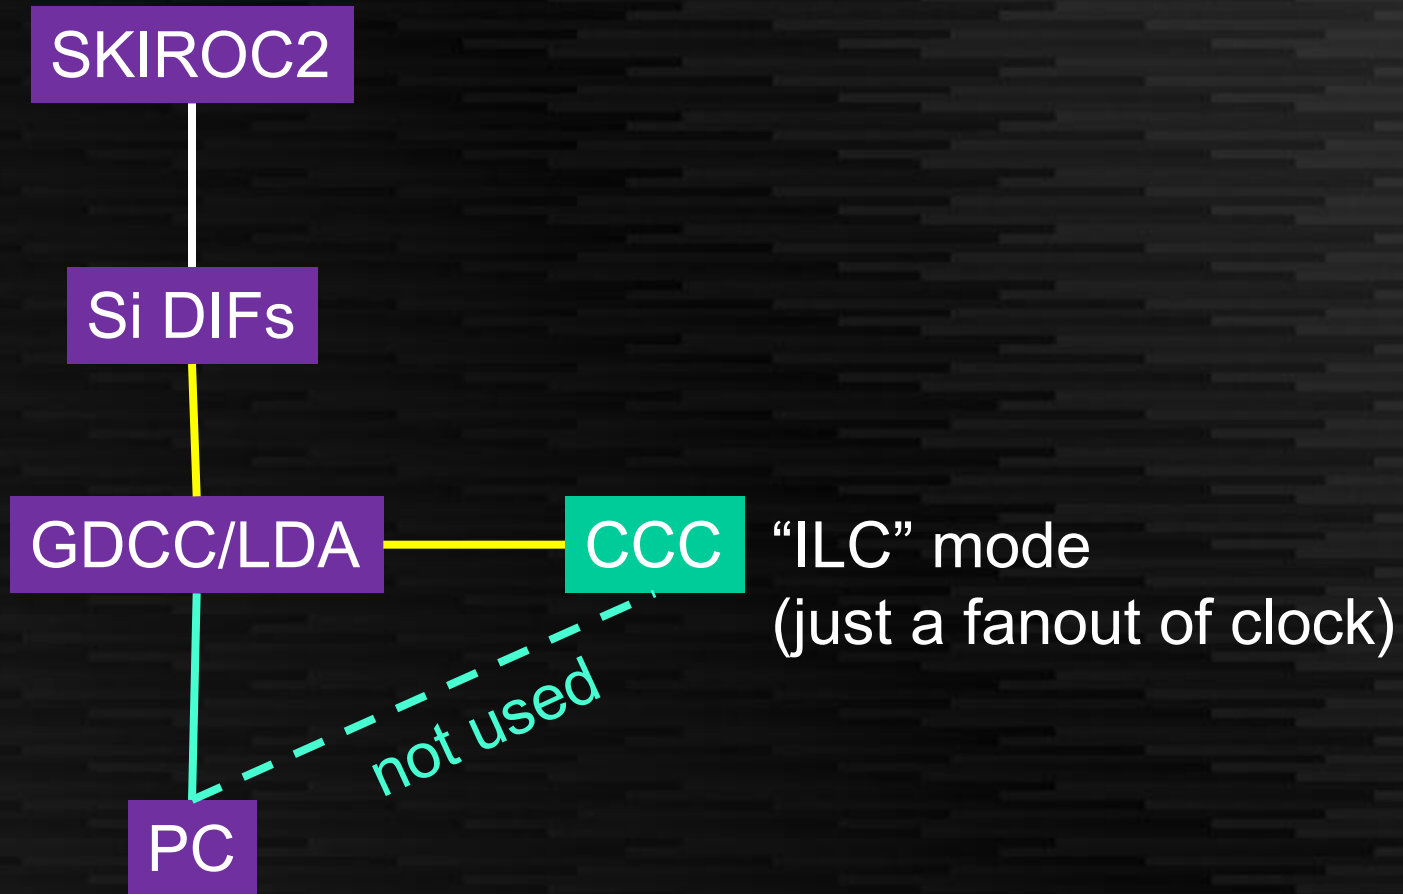 SKIROC2
Si DIFs
GDCC/LDA
CCC
“ILC” mode
(just a fanout of clock)
not used
PC